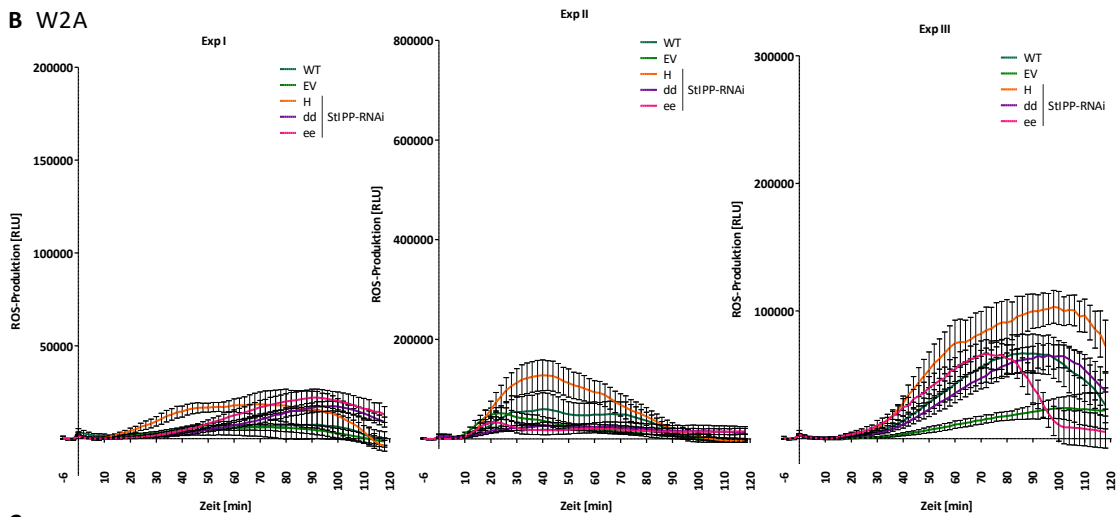 B W2A
Exp I
200000
150000
100000
50000
ROS-Produktion [RLU]
-6
10
20
30
40
50
60
70
80
90
100
110
120
Zeit [min]
WT
EV
H
dd
ee
StIPP-RNAi
Exp II
800000
600000
400000
200000
ROS-Produktion [RLU]
-6
10
20
30
40
50
60
70
80
90
100
110
120
Zeit [min]
WT
EV
H
dd
ee
StIPP-RNAi
Exp III
300000
200000
100000
ROS-Produktion [RLU]
-6
10
20
30
40
50
60
70
80
90
100
110
120
Zeit [min]
WT
EV
H
dd
ee
StIPP-RNAi